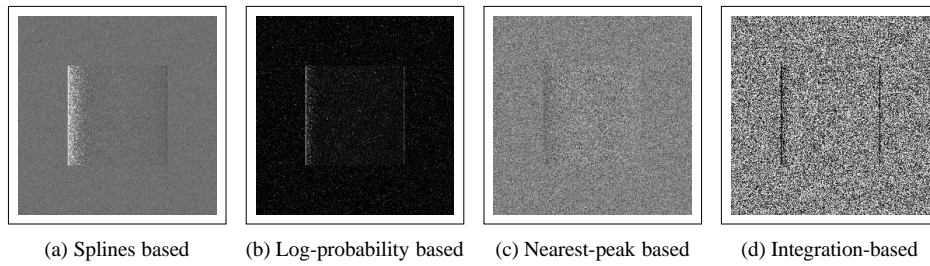 (a) Splines based (b) Log-probability based (c) Nearest-peak based (d) Integration-based